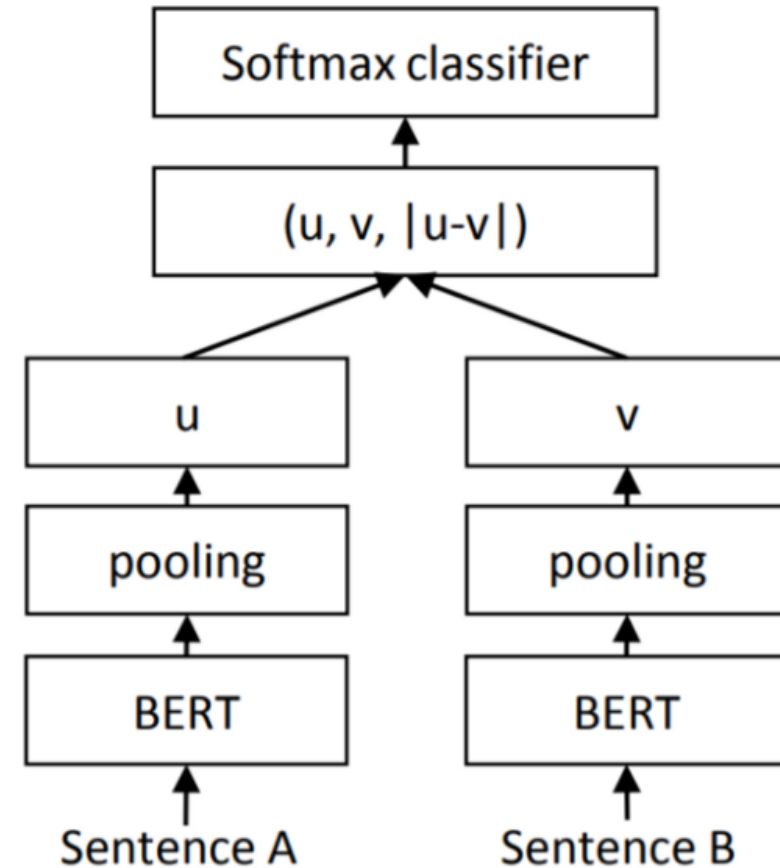 Softmax classifier
(u, v, |u-v|)
u
v
pooling
pooling
BERT
BERT
Sentence A
Sentence B